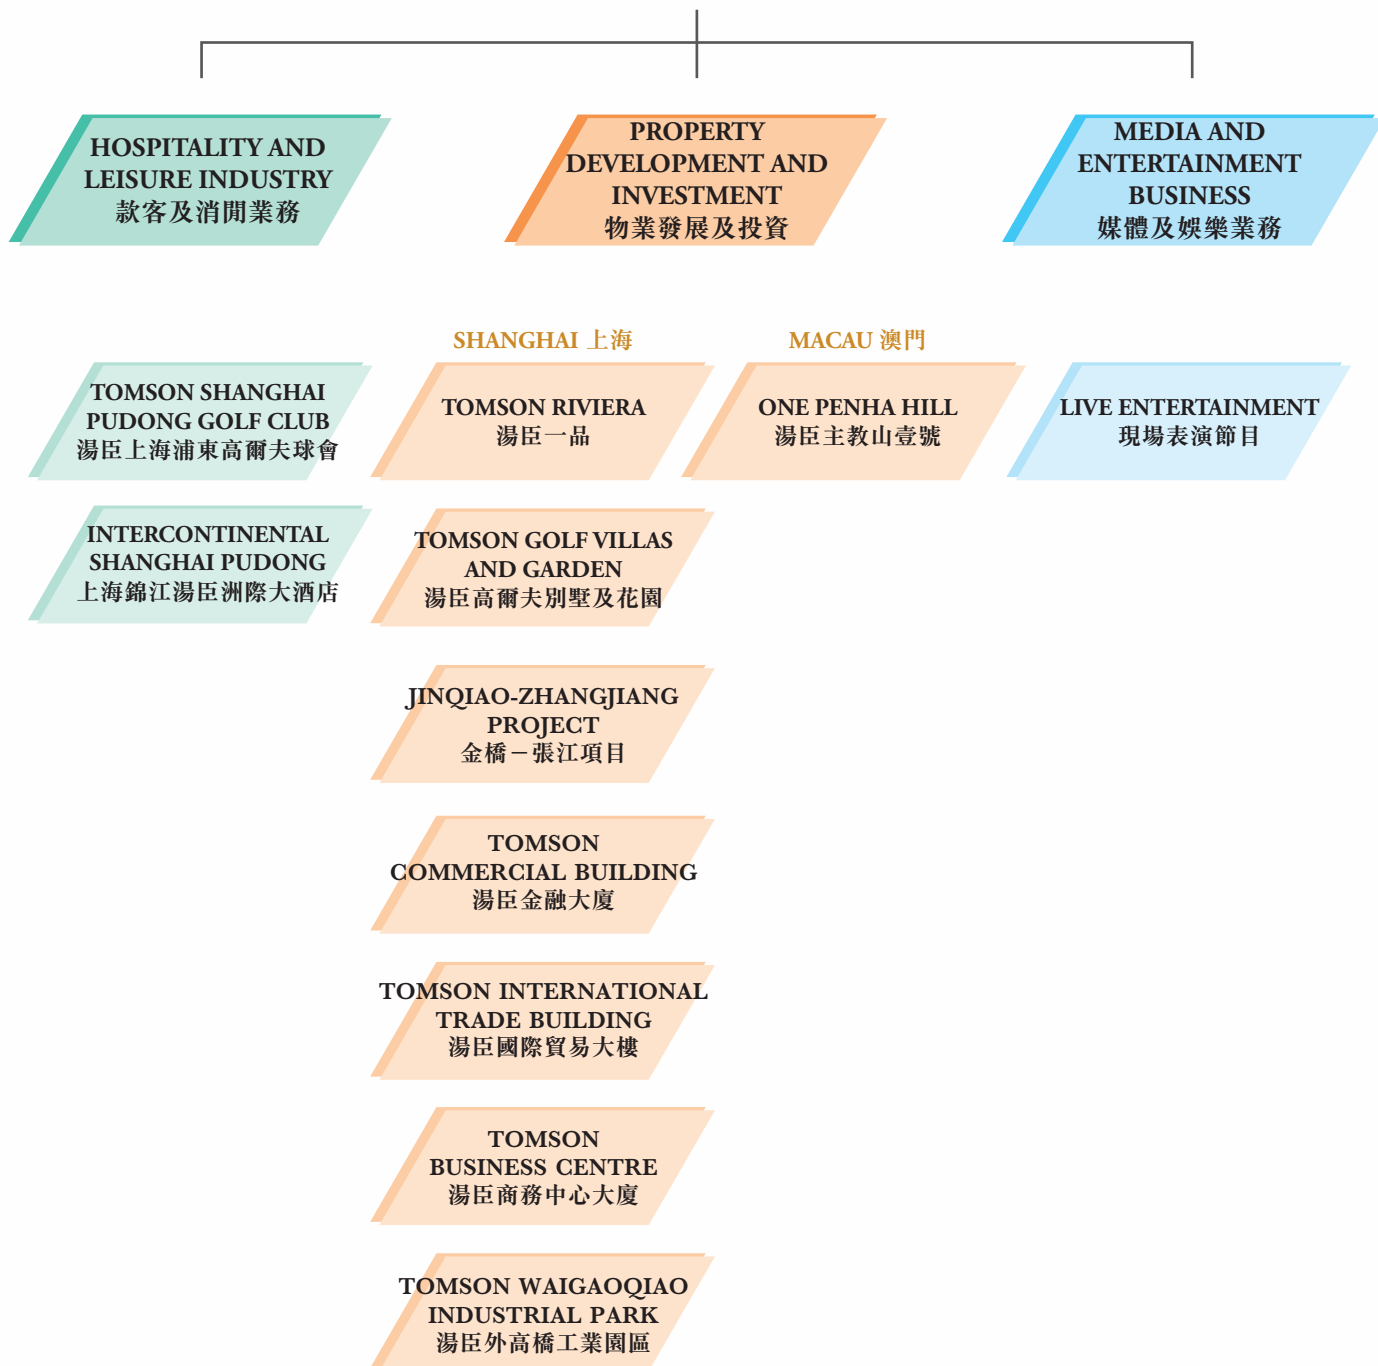 HOSPITALITY AND
LEISURE INDUSTRY
款客及消閒業務
PROPERTY
DEVELOPMENT AND
INVESTMENT
物業發展及投資
MEDIA AND
ENTERTAINMENT
BUSINESS
媒體及娛樂業務
TOMSON SHANGHAI
PUDONG GOLF CLUB
湯臣上海浦東高爾夫球會
INTERCONTINENTAL
SHANGHAI PUDONG
上海錦江湯臣洲際大酒店
SHANGHAI 上海
TOMSON RIVIERA
湯臣一品
TOMSON GOLF VILLAS
AND GARDEN
湯臣高爾夫別墅及花園
JINQIAO-ZHANGJIANG
PROJECT
金橋－張江項目
TOMSON
COMMERCIAL BUILDING
湯臣金融大廈
TOMSON INTERNATIONAL
TRADE BUILDING
湯臣國際貿易大樓
TOMSON
BUSINESS CENTRE
湯臣商務中心大廈
TOMSON WAIGAOQIAO
INDUSTRIAL PARK
湯臣外高橋工業園區
MACAU 澳門
ONE PENHA HILL
湯臣主教山壹號
LIVE ENTERTAINMENT
現場表演節目